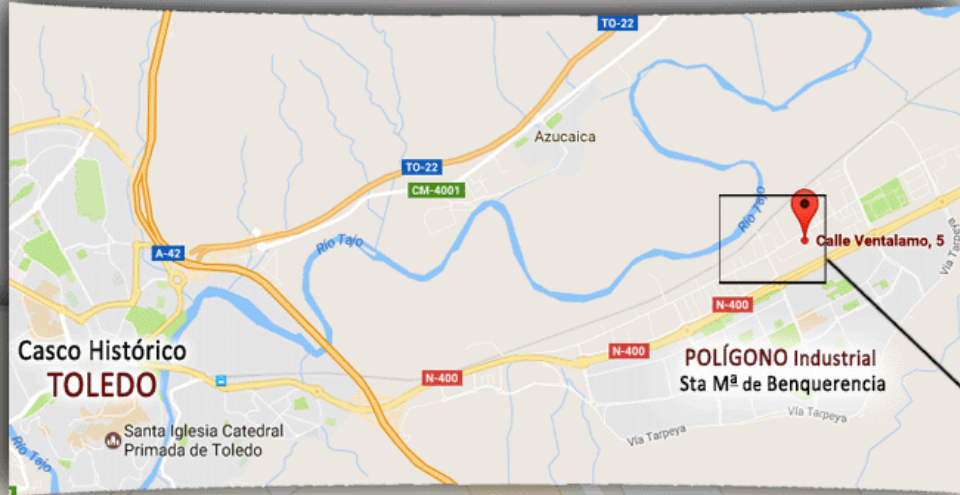 TO-22
Azucaica
TO-22
CM-4001
Río Tajo
Río Tajo
Calle Ventalamo, 5
Vía Tarpeya
A-42
N-400
Casco Histórico
TOLEDO
N-400
N-400
POLÍGONO Industrial
Sta Mª de Benquerencia
Vía Tarpeya
Vía Tarpeya
Santa Iglesia Catedral
Primada de Toledo
Río Tajo